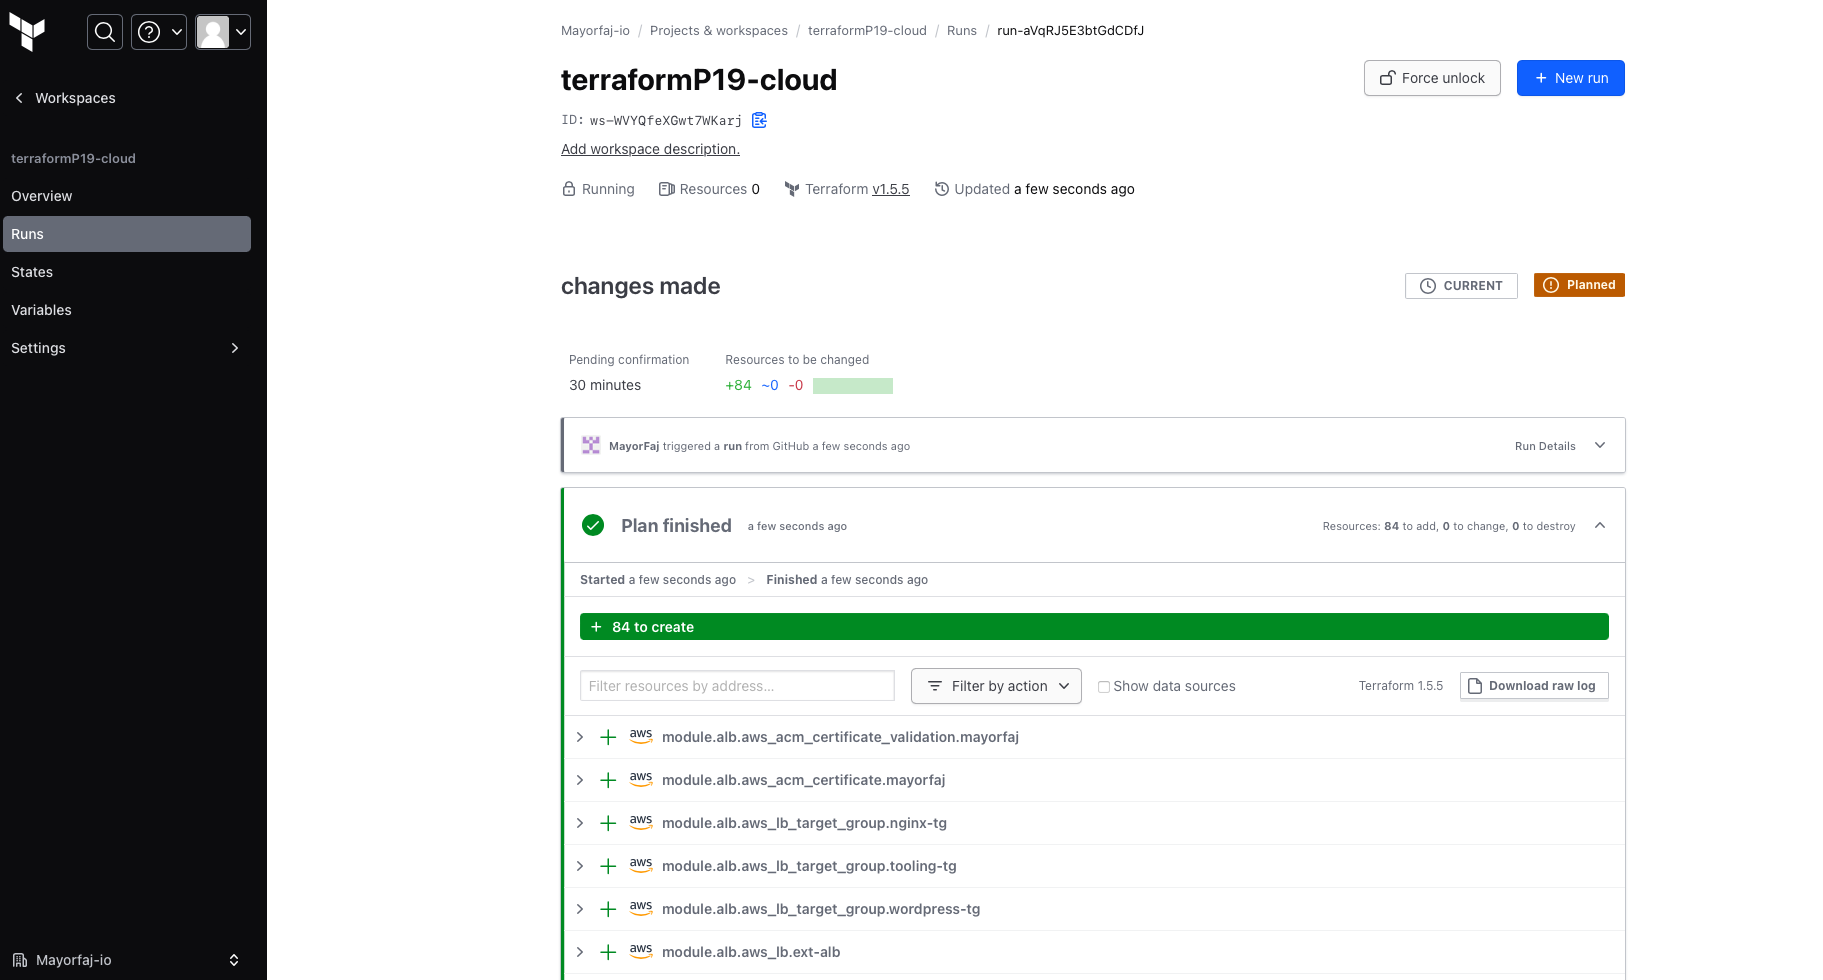 Mayorfaj-io / Projects & workspaces / terraformP19-cloud / Runs / run-aVqRJ5E3btGdCDfJ
Workspaces
terraformP19-cloud
Overview
Runs
States
Variables
Settings
Mayorfaj-io
terraformP19-cloud
Force unlock
+ New run
ID: ws-WVYQfeXGwt7WKarj
Add workspace description.
Running Resources 0 Terraform v1.5.5 Updated a few seconds ago
changes made
CURRENT
Planned
Pending confirmation Resources to be changed
30 minutes +84 ~0 -0
MayorFaj triggered a run from GitHub a few seconds ago
Run Details
Plan finished a few seconds ago
Resources: 84 to add, 0 to change, 0 to destroy
Started a few seconds ago > Finished a few seconds ago
+ 84 to create
Filter resources by address...
Filter by action
Show data sources
Terraform 1.5.5
Download raw log
aws module.alb.aws_acm_certificate_validation.mayorfaj
aws module.alb.aws_acm_certificate.mayorfaj
aws module.alb.aws_lb_target_group.nginx-tg
aws module.alb.aws_lb_target_group.tooling-tg
aws module.alb.aws_lb_target_group.wordpress-tg
aws module.alb.aws_lb.ext-alb